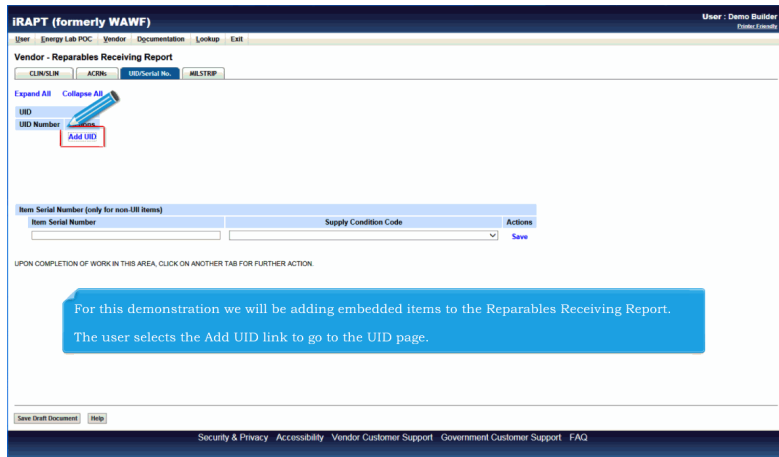 iRAPT (formerly WAWF)
User : Demo Builder
Printer Friendly
User Energy Lab POC Vendor Documentation Lookup Exit
Vendor - Reparables Receiving Report
CLIN/SLIN ACRNs UID/Serial No. MILSTRIP
Expand All Collapse All
UID
UID Number Actions
Add UID
Item Serial Number (only for non-UII items)
Item Serial Number Supply Condition Code Actions
Save
UPON COMPLETION OF WORK IN THIS AREA, CLICK ON ANOTHER TAB FOR FURTHER ACTION.
For this demonstration we will be adding embedded items to the Reparables Receiving Report.
The user selects the Add UID link to go to the UID page.
Save Draft Document Help
Security & Privacy Accessibility Vendor Customer Support Government Customer Support FAQ